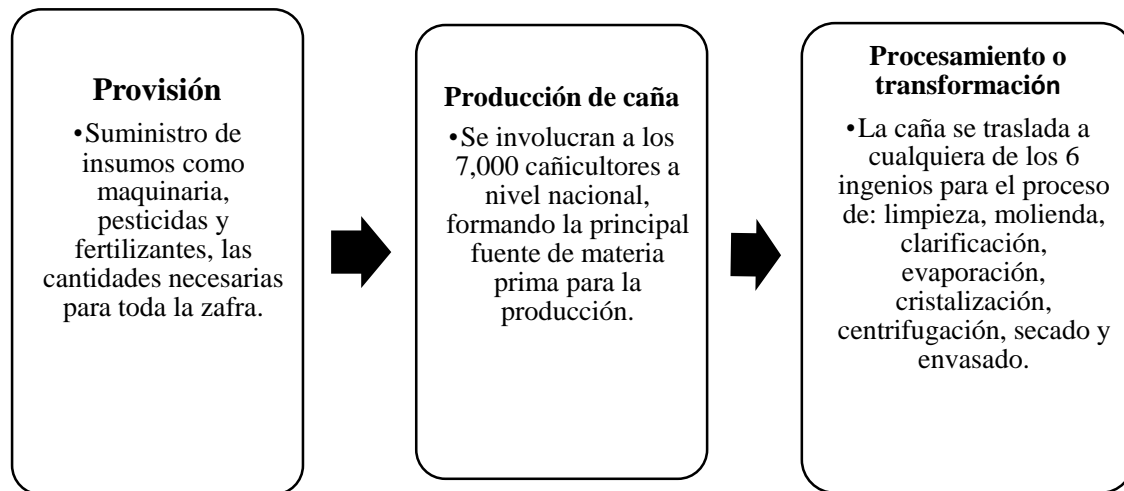 Provisión
•Suministro de
insumos como
maquinaria,
pesticidas y
fertilizantes, las
cantidades necesarias
para toda la zafra.
Producción de caña
•Se involucran a los
7,000 cañicultores a
nivel nacional,
formando la principal
fuente de materia
prima para la
producción.
Procesamiento o
transformación
•La caña se traslada a
cualquiera de los 6
ingenios para el proceso
de: limpieza, molienda,
clarificación,
evaporación,
cristalización,
centrifugación, secado y
envasado.